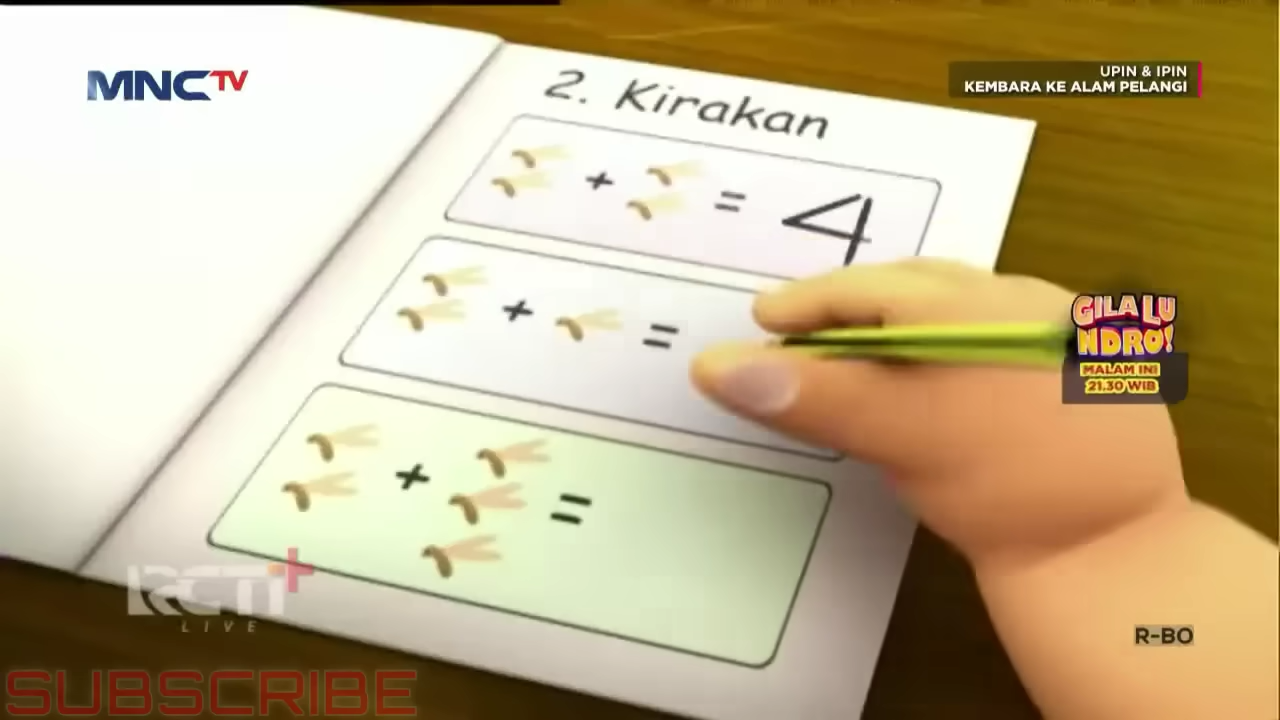 MNCTV
UPIN & IPIN
KEMBARA KE ALAM PELANGI
2. Kirakan
+ = 4
+ =
+ =
GILA LU
NDRO!
MALAM INI
21.30 WIB
RCTI+
LIVE
R-BO
SUBSCRIBE